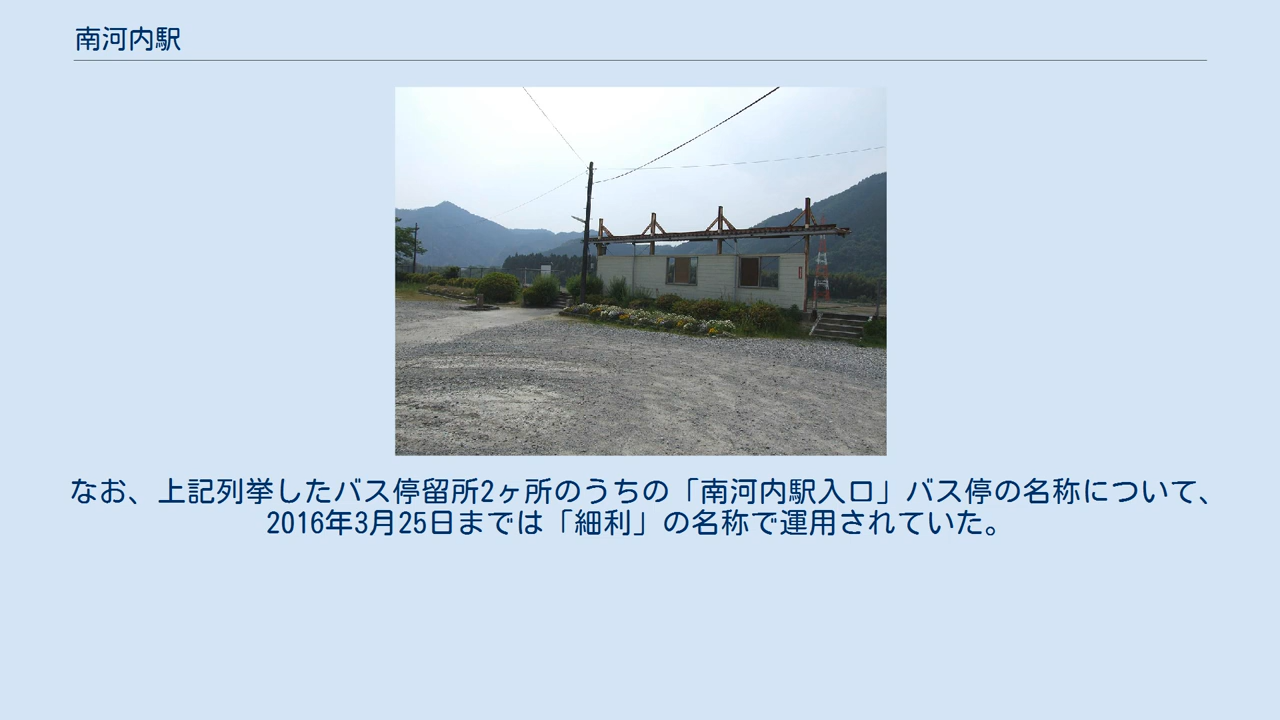 南河内駅
なお、上記列挙したバス停留所2ヶ所のうちの「南河内駅入口」バス停の名称について、
2016年3月25日までは「細利」の名称で運用されていた。